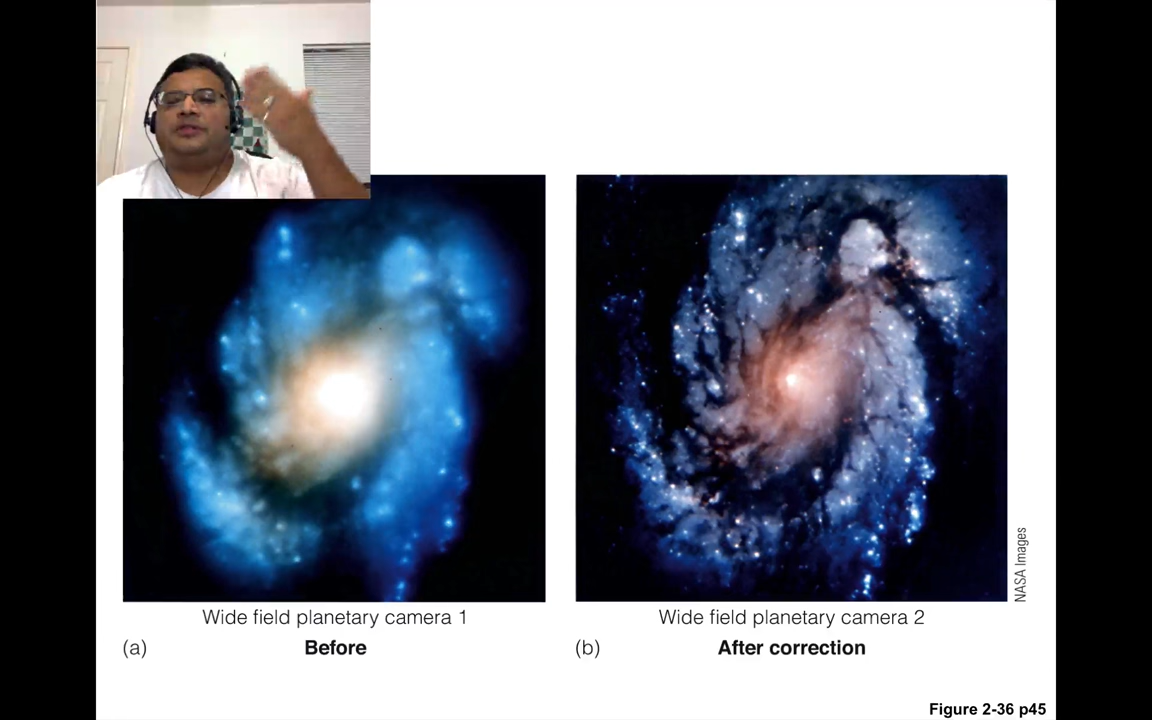 NASA Images
Wide field planetary camera 1
(a)
Before
Wide field planetary camera 2
(b)
After correction
Figure 2-36 p45